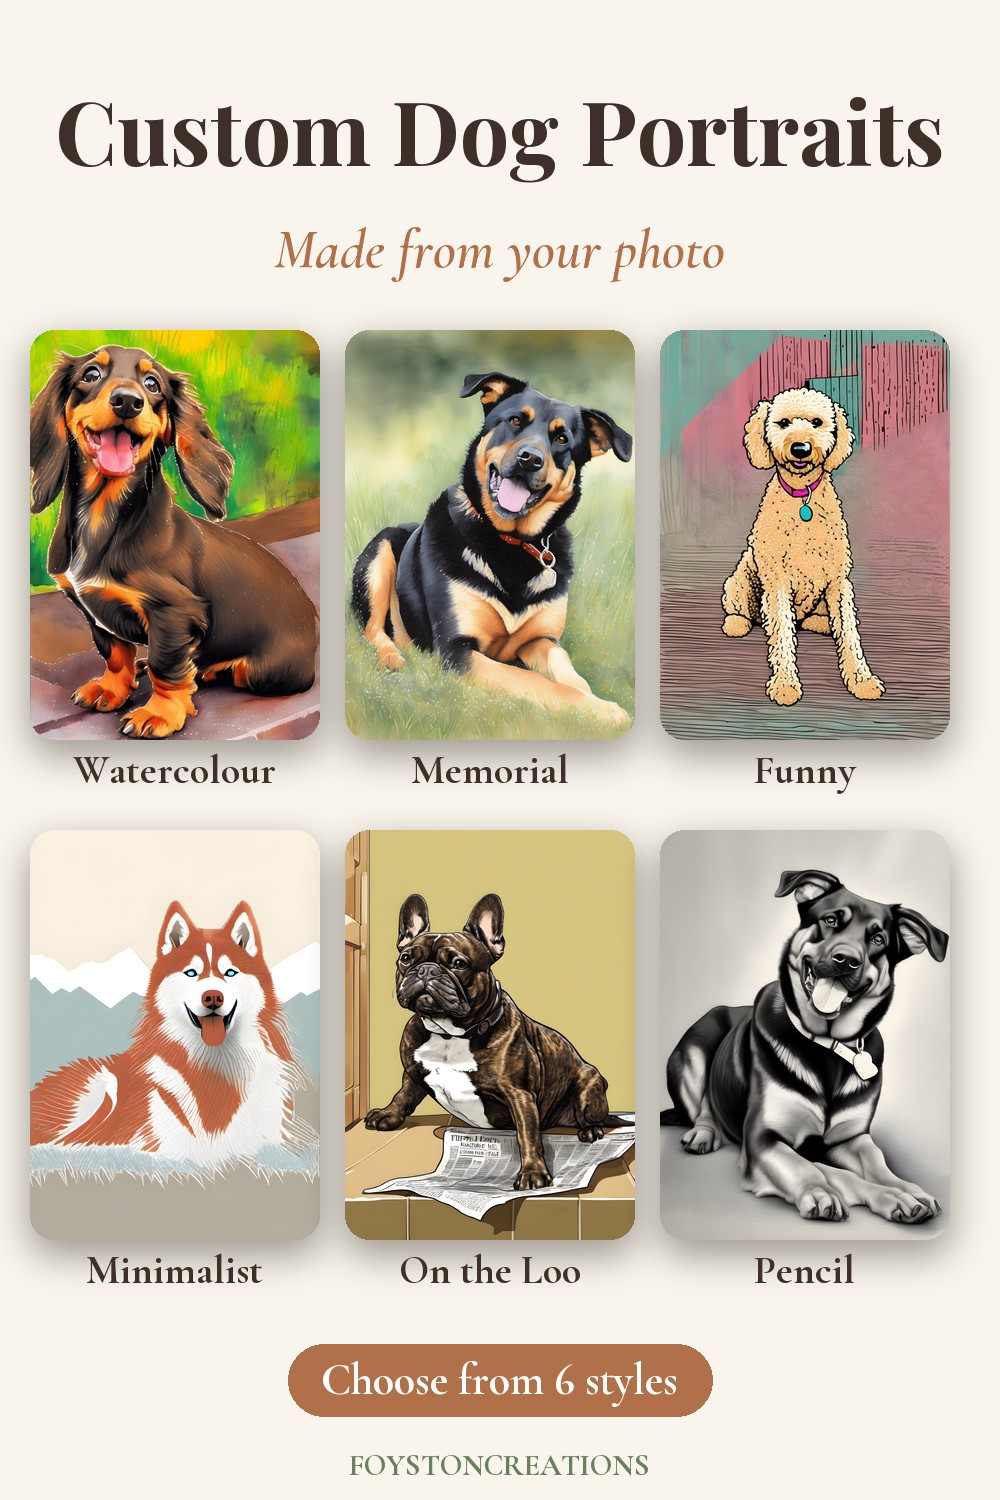 Custom Dog Portraits
Made from your photo
Watercolour
Memorial
Funny
Minimalist
On the Loo
Pencil
Choose from 6 styles
FOYSTONCREATIONS